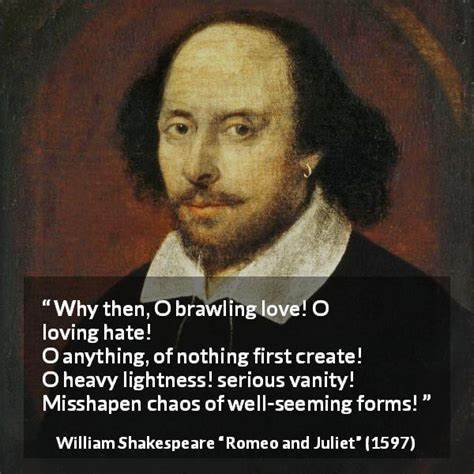 “ Why then, O brawling love! O
loving hate!
O anything, of nothing first create!
O heavy lightness! serious vanity!
Misshapen chaos of well-seeming forms! ”
William Shakespeare “Romeo and Juliet” (1597)